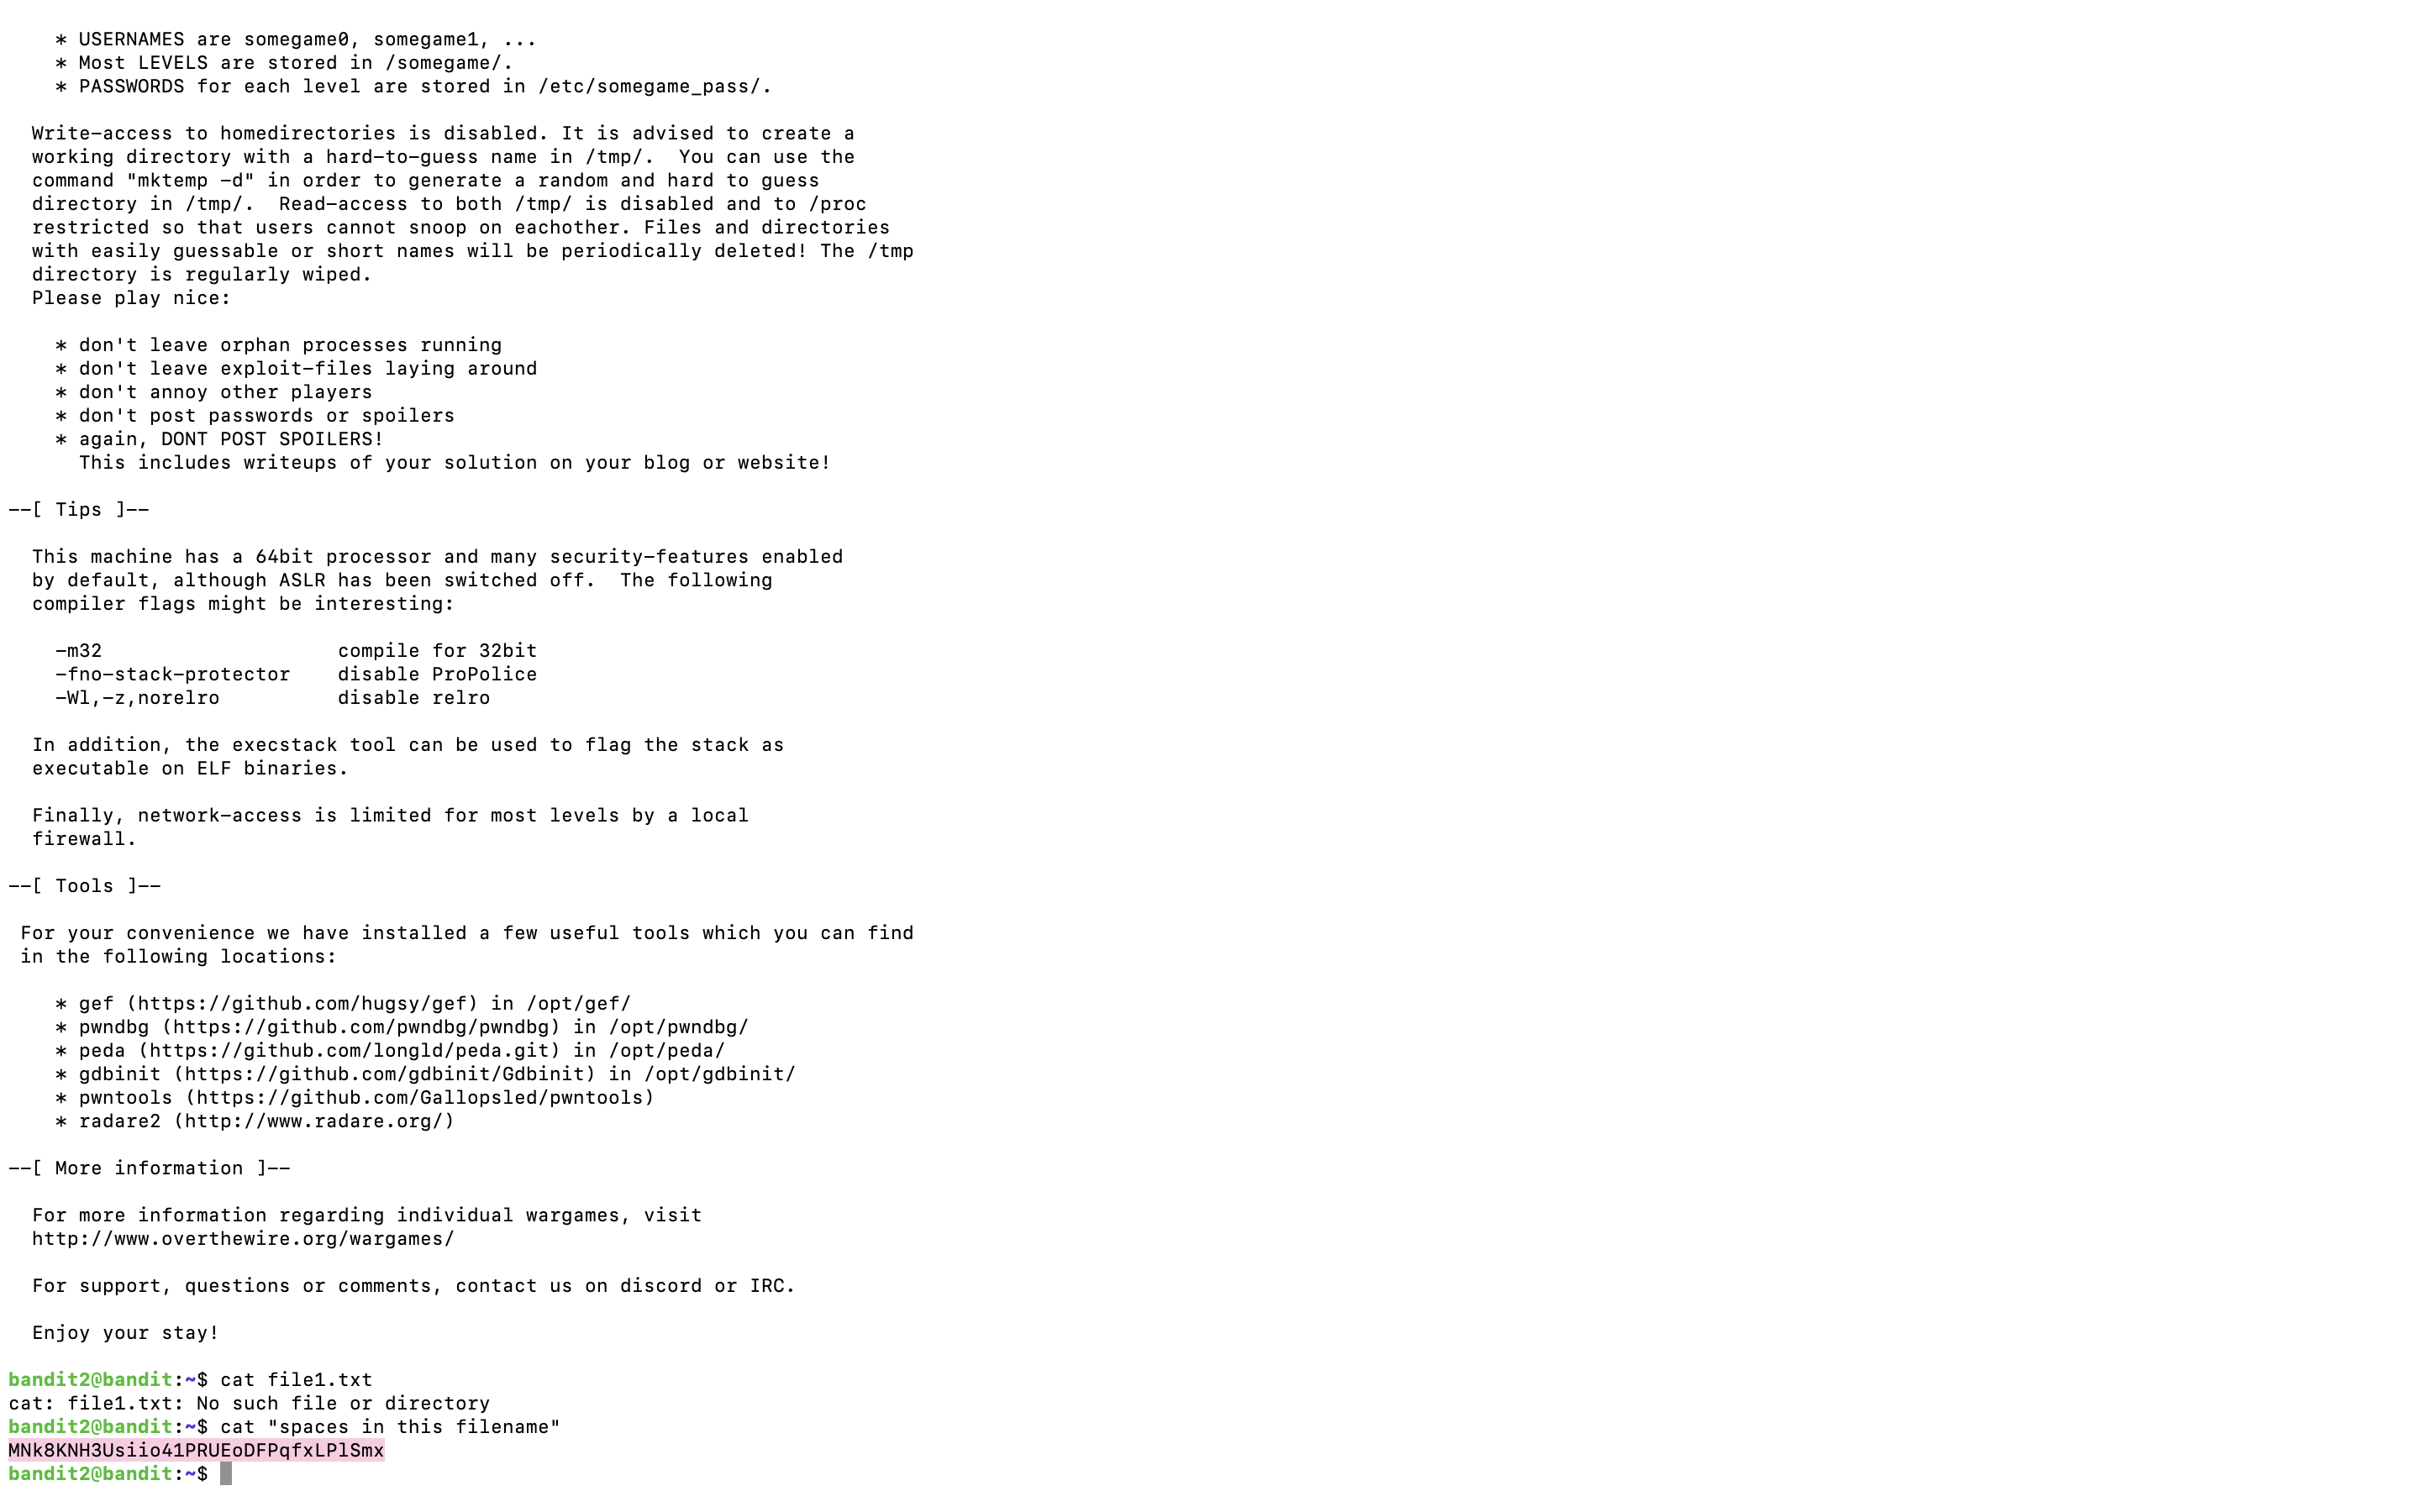 * USERNAMES are somegame0, somegame1, ...
* Most LEVELS are stored in /somegame/.
* PASSWORDS for each level are stored in /etc/somegame_pass/.
Write-access to homedirectories is disabled. It is advised to create a
working directory with a hard-to-guess name in /tmp/.  You can use the
command "mktemp -d" in order to generate a random and hard to guess
directory in /tmp/.  Read-access to both /tmp/ is disabled and to /proc
restricted so that users cannot snoop on eachother. Files and directories
with easily guessable or short names will be periodically deleted! The /tmp
directory is regularly wiped.
Please play nice:
* don't leave orphan processes running
* don't leave exploit-files laying around
* don't annoy other players
* don't post passwords or spoilers
* again, DONT POST SPOILERS!
This includes writeups of your solution on your blog or website!
--[ Tips ]--
This machine has a 64bit processor and many security-features enabled
by default, although ASLR has been switched off.  The following
compiler flags might be interesting:
-m32                    compile for 32bit
-fno-stack-protector    disable ProPolice
-Wl,-z,norelro          disable relro
In addition, the execstack tool can be used to flag the stack as
executable on ELF binaries.
Finally, network-access is limited for most levels by a local
firewall.
--[ Tools ]--
For your convenience we have installed a few useful tools which you can find
in the following locations:
* gef (https://github.com/hugsy/gef) in /opt/gef/
* pwndbg (https://github.com/pwndbg/pwndbg) in /opt/pwndbg/
* peda (https://github.com/longld/peda.git) in /opt/peda/
* gdbinit (https://github.com/gdbinit/Gdbinit) in /opt/gdbinit/
* pwntools (https://github.com/Gallopsled/pwntools)
* radare2 (http://www.radare.org/)
--[ More information ]--
For more information regarding individual wargames, visit
http://www.overthewire.org/wargames/
For support, questions or comments, contact us on discord or IRC.
Enjoy your stay!
bandit2@bandit:~$ cat file1.txt
cat: file1.txt: No such file or directory
bandit2@bandit:~$ cat "spaces in this filename"
MNk8KNH3Usiio41PRUEoDFPqfxLPlSmx
bandit2@bandit:~$